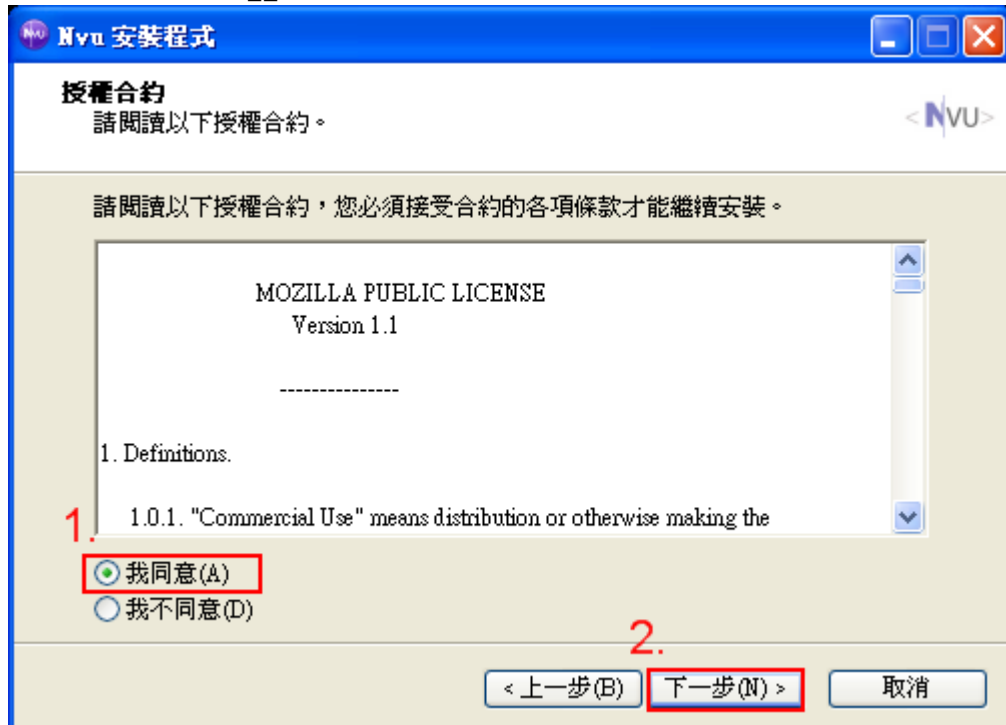 Nvu 安裝程式
授權合約
請閱讀以下授權合約。
<NVU>
請閱讀以下授權合約，您必須接受合約的各項條款才能繼續安裝。
MOZILLA PUBLIC LICENSE
Version 1.1
---------------
1. Definitions.
1.0.1. "Commercial Use" means distribution or otherwise making the
1.
我同意(A)
我不同意(D)
2.
<上一步(B) 下一步(N) > 取消